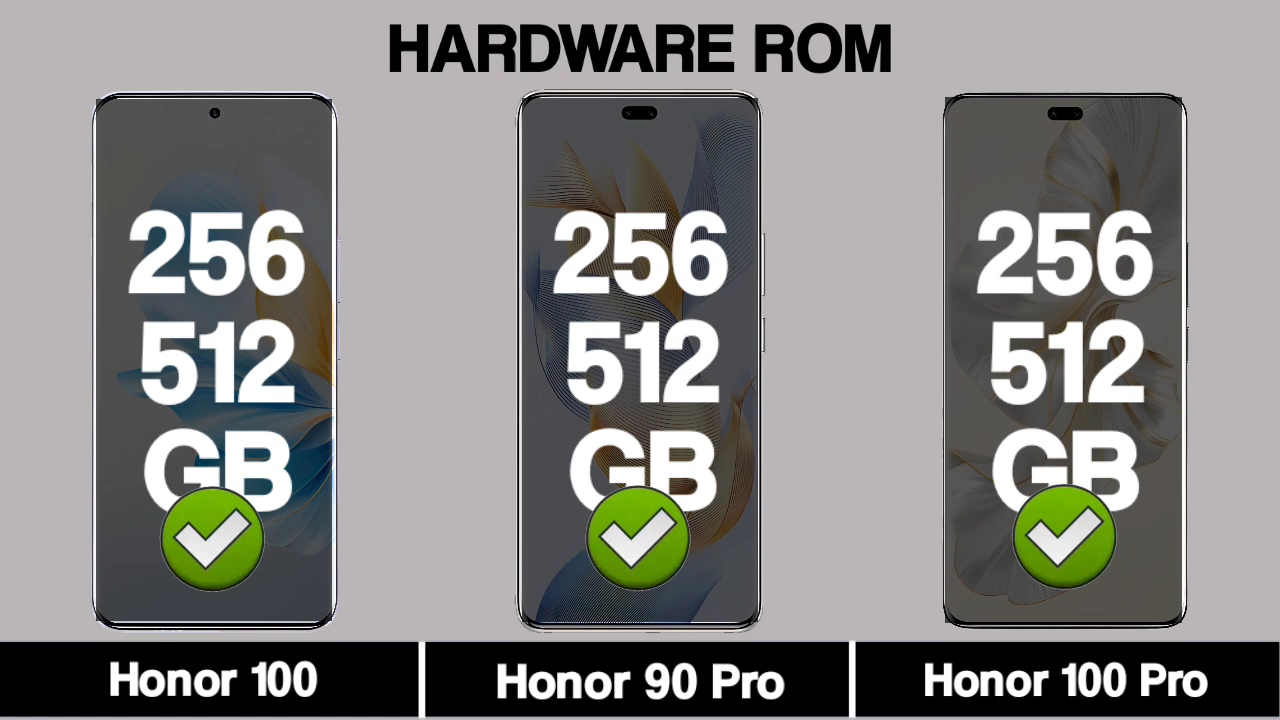 HARDWARE ROM
256
512
GB
256
512
GB
256
512
GB
Honor 100
Honor 90 Pro
Honor 100 Pro